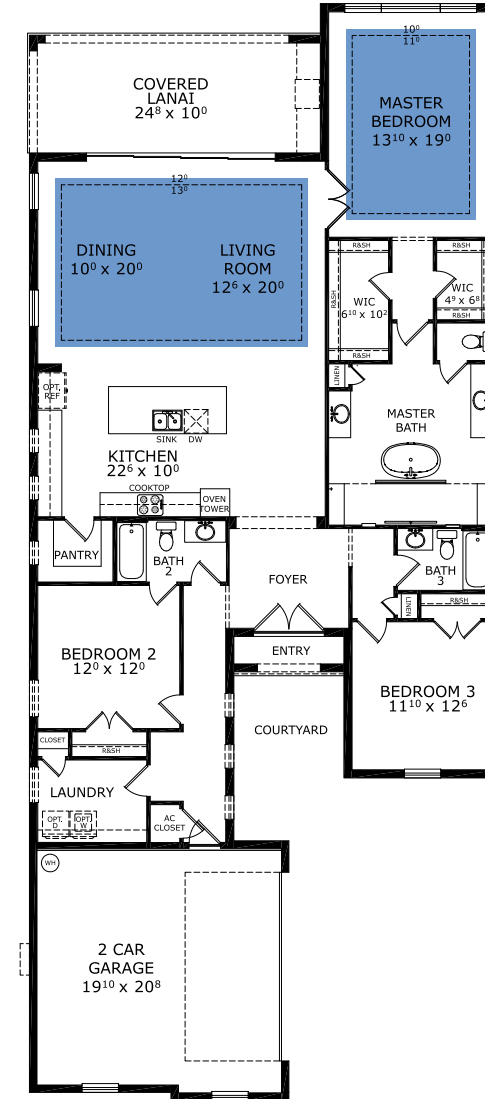 10⁰
11⁰
COVERED
LANAI
24⁸ x 10⁰
MASTER
BEDROOM
13¹⁰ x 19⁰
12⁰
13⁰
DINING
10⁰ x 20⁰
LIVING
ROOM
12⁶ x 20⁰
R&SH
R&SH
R&SH
WIC
6¹⁰ x 10²
WIC
4⁹ x 6⁸
R&SH
R&SH
LINEN
OPT.
REF
MASTER
BATH
SINK
DW
KITCHEN
22⁶ x 10⁰
COOKTOP
OVEN
TOWER
PANTRY
BATH
2
FOYER
BATH
3
LINEN
R&SH
ENTRY
BEDROOM 2
12⁰ x 12⁰
BEDROOM 3
11¹⁰ x 12⁶
COURTYARD
CLOSET
R&SH
LAUNDRY
OPT.
D
OPT.
W
AC
CLOSET
WH
2 CAR
GARAGE
19¹⁰ x 20⁸